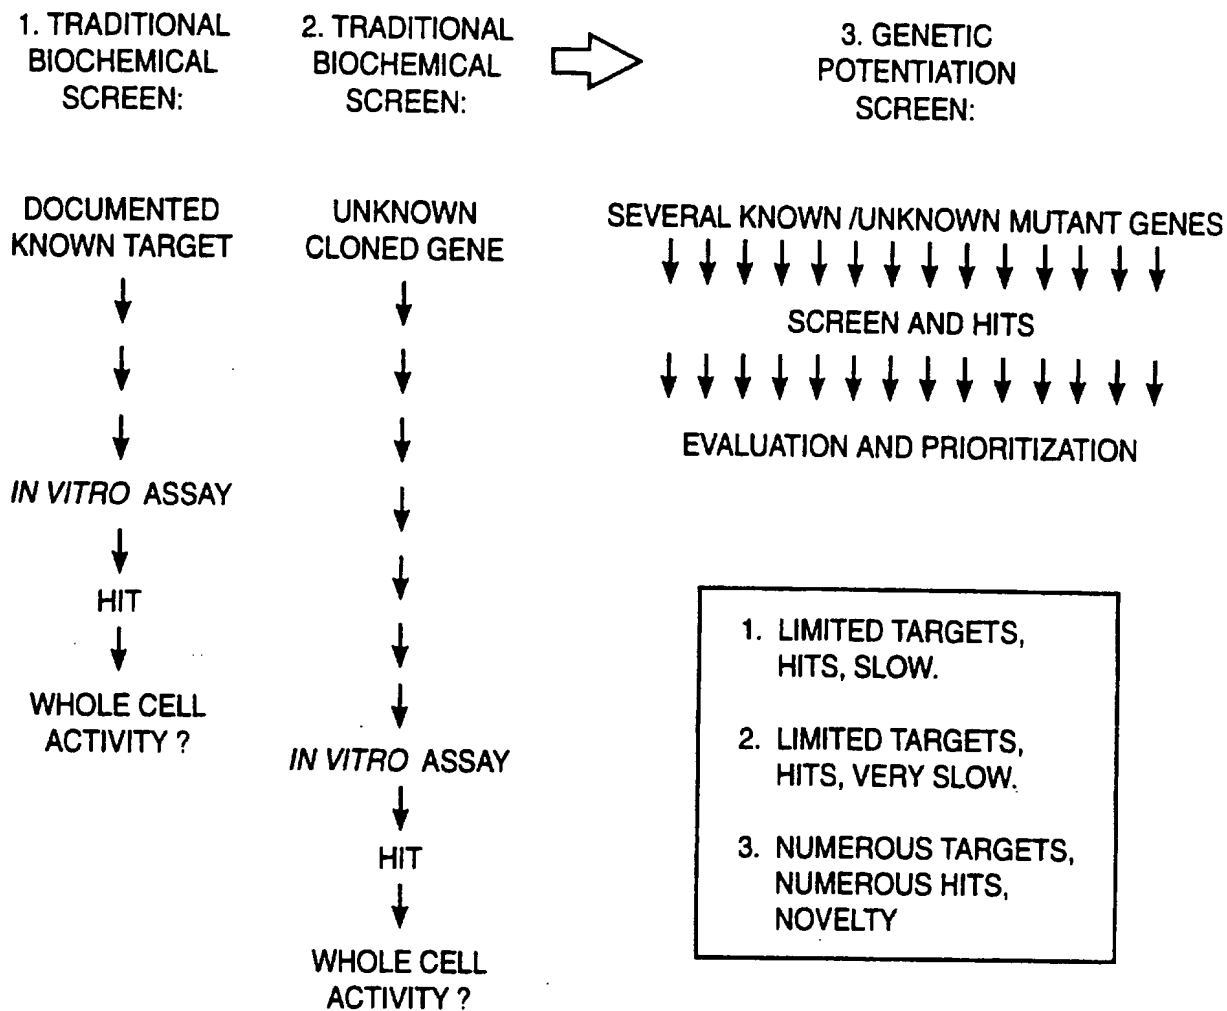 1. TRADITIONAL
BIOCHEMICAL
SCREEN:
DOCUMENTED
KNOWN TARGET
IN VITRO ASSAY
HIT
WHOLE CELL
ACTIVITY ?
2. TRADITIONAL
BIOCHEMICAL
SCREEN:
UNKNOWN
CLONED GENE
IN VITRO ASSAY
HIT
WHOLE CELL
ACTIVITY ?
3. GENETIC
POTENTIATION
SCREEN:
SEVERAL KNOWN /UNKNOWN MUTANT GENES
SCREEN AND HITS
EVALUATION AND PRIORITIZATION
1. LIMITED TARGETS,
HITS, SLOW.
2. LIMITED TARGETS,
HITS, VERY SLOW.
3. NUMEROUS TARGETS,
NUMEROUS HITS,
NOVELTY